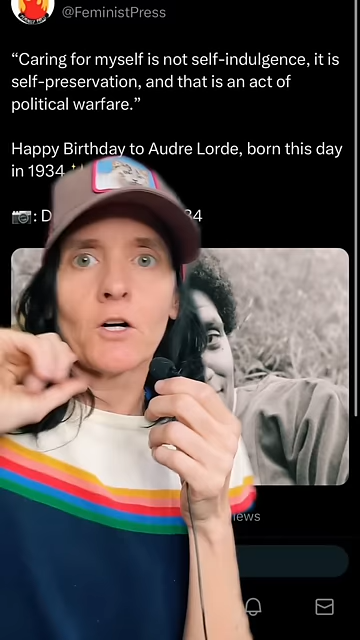 @FeministPress
“Caring for myself is not self-indulgence, it is
self-preservation, and that is an act of
political warfare.”
Happy Birthday to Audre Lorde, born this day
in 1934
: D